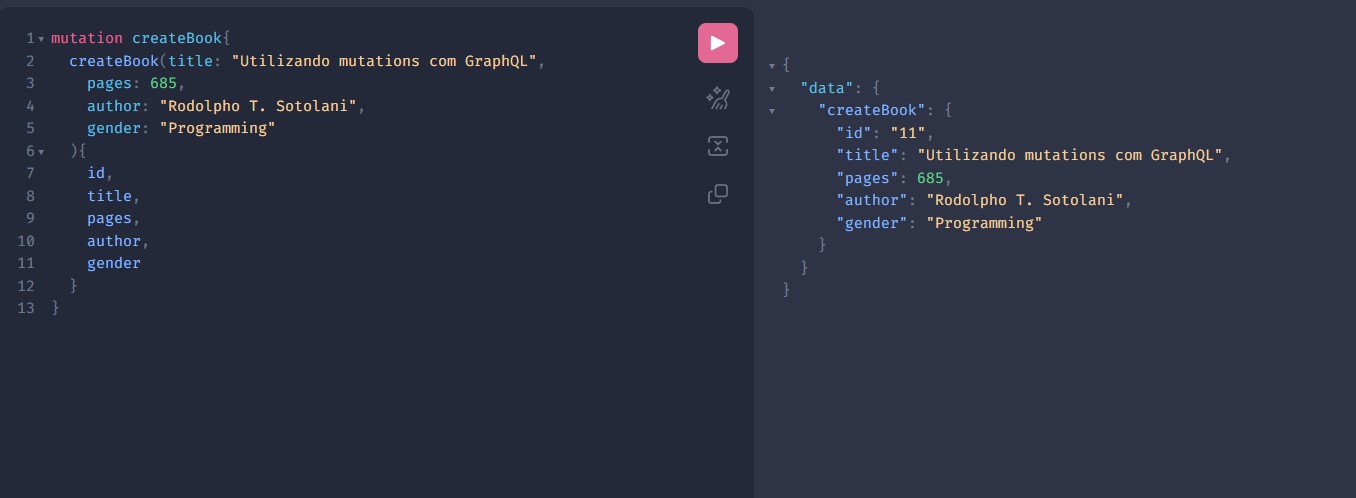 1 mutation createBook{
2 createBook(title: "Utilizando mutations com GraphQL",
3 pages: 685,
4 author: "Rodolpho T. Sotolani",
5 gender: "Programming"
6 ){
7 id,
8 title,
9 pages,
10 author,
11 gender
12 }
13 }
{
"data": {
"createBook": {
"id": "11",
"title": "Utilizando mutations com GraphQL",
"pages": 685,
"author": "Rodolpho T. Sotolani",
"gender": "Programming"
}
}
}